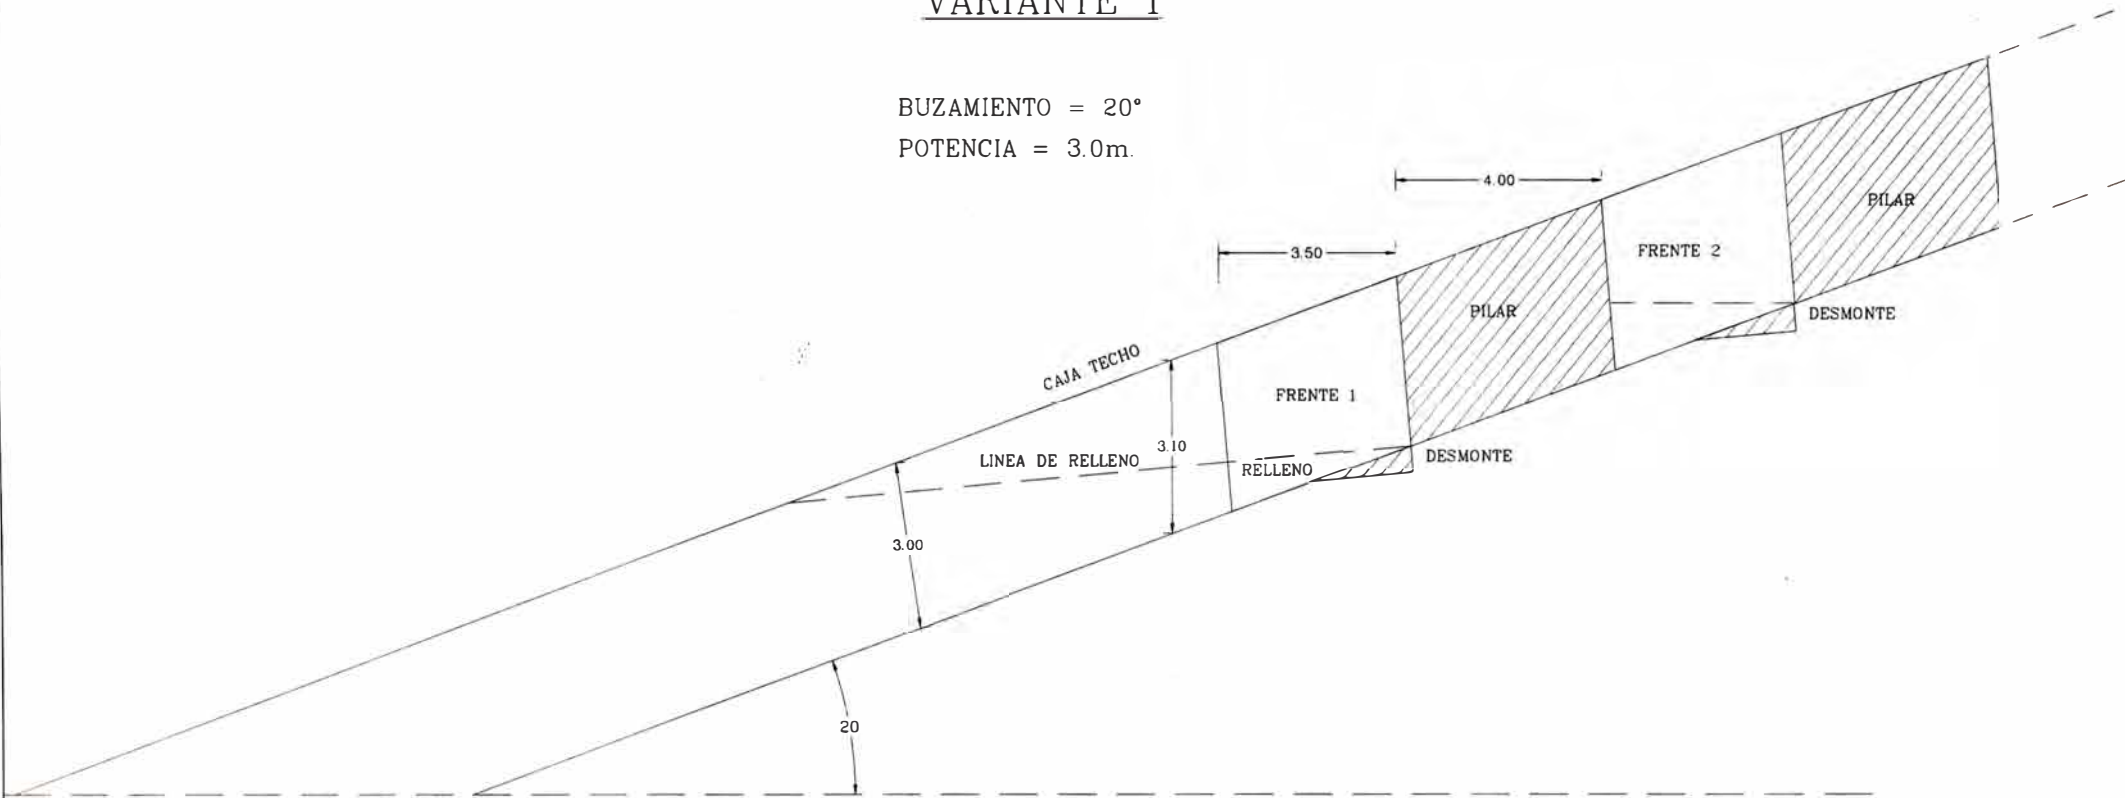 VARIANTE 1
BUZAMIENTO = 20°
POTENCIA = 3.0m.
4.00
PILAR
3.50
FRENTE 2
PILAR
DESMONTE
CAJA TECHO
FRENTE 1
3.10
LINEA DE RELLENO
RELLENO
DESMONTE
3.00
20